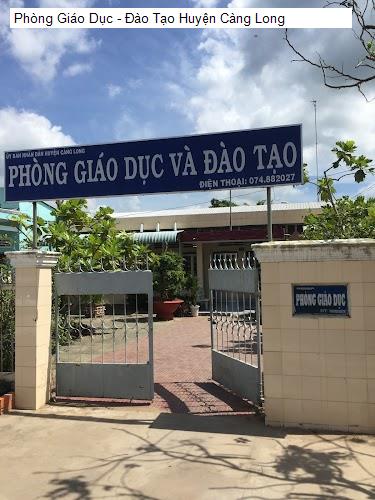 Phòng Giáo Dục - Đào Tạo Huyện Càng Long
ỦY BAN NHÂN DÂN HUYỆN CÀNG LONG
PHÒNG GIÁO DỤC VÀ ĐÀO TẠO
ĐIỆN THOẠI: 074.882027
PHÒNG GIÁO DỤC